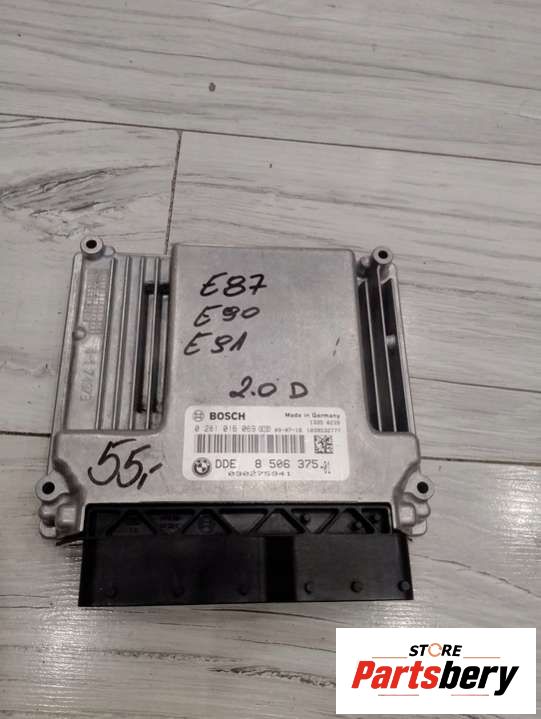 E87
E90
E91
2.0 D
BOSCH Made in Germany
0 281 016 069
DDE 8 506 375
030275941
55,-
STORE
Partsbery